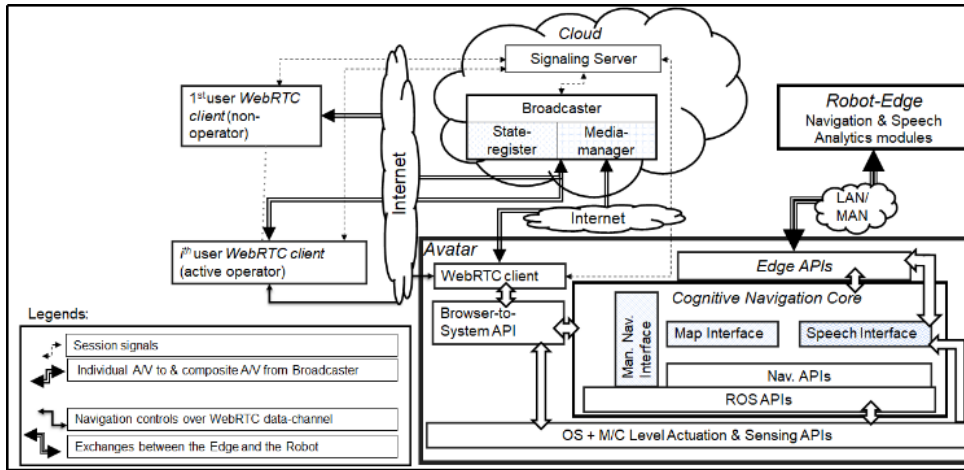 Cloud
Signaling Server
Broadcaster
State-
register
Media-
manager
1st user WebRTC
client (non-
operator)
Internet
Internet
Robot-Edge
Navigation & Speech
Analytics modules
LAN/
MAN
ith user WebRTC client
(active operator)
Avatar
WebRTC client
Browser-to-
System API
Edge APIs
Cognitive Navigation Core
Man. Nav.
Interface
Map Interface
Speech Interface
Nav. APIs
ROS APIs
OS + M/C Level Actuation & Sensing APIs
Legends:
Session signals
Individual A/V to & composite A/V from Broadcaster
Navigation controls over WebRTC data-channel
Exchanges between the Edge and the Robot